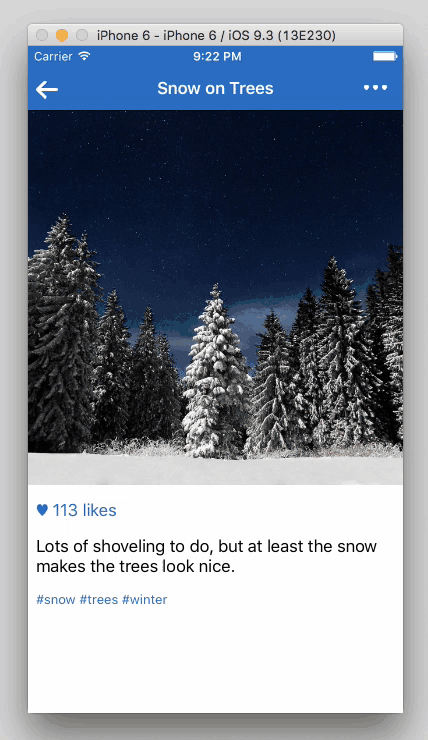 iPhone 6 - iPhone 6 / iOS 9.3 (13E230)
Carrier 9:22 PM
Snow on Trees
113 likes
Lots of shoveling to do, but at least the snow
makes the trees look nice.
#snow #trees #winter